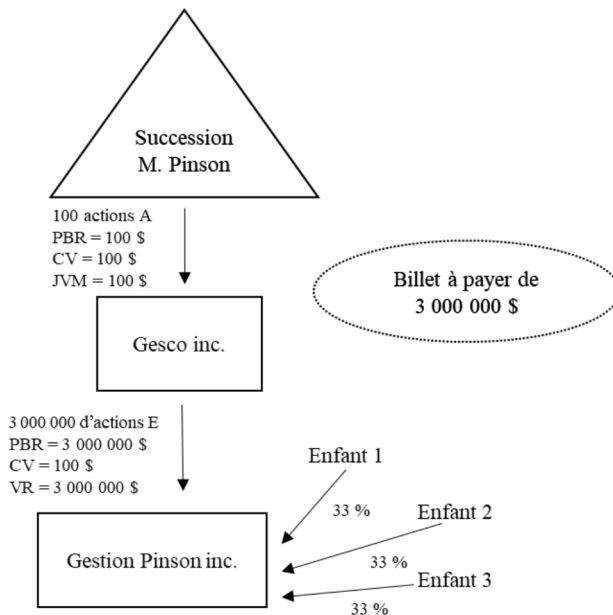 Succession
M. Pinson
100 actions A
PBR = 100 $
CV = 100 $
JVM = 100 $
Billet à payer de
3 000 000 $
Gesco inc.
3 000 000 d’actions E
PBR = 3 000 000 $
CV = 100 $
VR = 3 000 000 $
Enfant 1
33 %
Enfant 2
Gestion Pinson inc.
33 %
Enfant 3
33 %